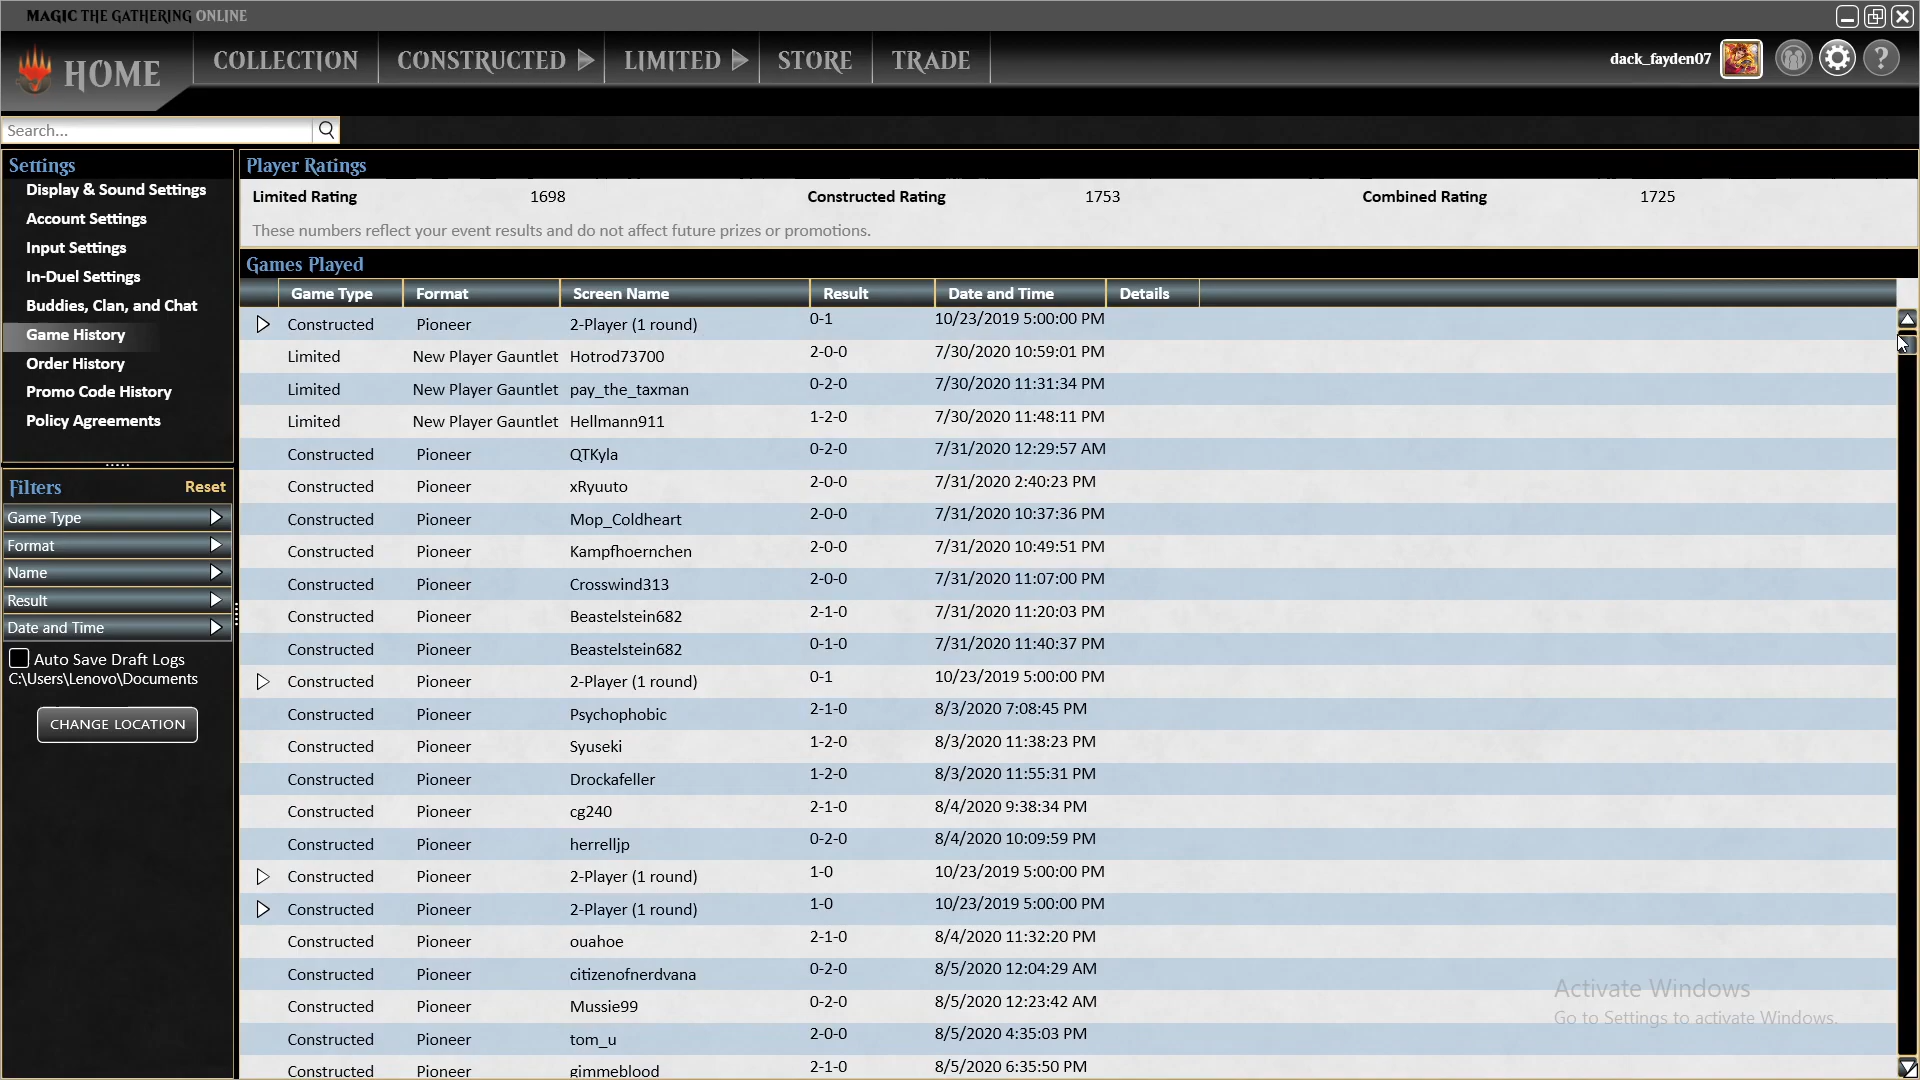 MAGIC THE GATHERING ONLINE
HOME COLLECTION CONSTRUCTED LIMITED STORE TRADE dack_fayden07 ?
Search...
Settings
Display & Sound Settings
Account Settings
Input Settings
In-Duel Settings
Buddies, Clan, and Chat
Game History
Order History
Promo Code History
Policy Agreements
Filters Reset
Game Type
Format
Name
Result
Date and Time
Auto Save Draft Logs
C:\Users\Lenovo\Documents
CHANGE LOCATION
Player Ratings
Limited Rating 1698 Constructed Rating 1753 Combined Rating 1725
These numbers reflect your event results and do not affect future prizes or promotions.
Games Played
Game Type Format Screen Name Result Date and Time Details
Constructed Pioneer 2-Player (1 round) 0-1 10/23/2019 5:00:00 PM
Limited New Player Gauntlet Hotrod73700 2-0-0 7/30/2020 10:59:01 PM
Limited New Player Gauntlet pay_the_taxman 0-2-0 7/30/2020 11:31:34 PM
Limited New Player Gauntlet Hellmann911 1-2-0 7/30/2020 11:48:11 PM
Constructed Pioneer QTKyla 0-2-0 7/31/2020 12:29:57 AM
Constructed Pioneer xRyuuto 2-0-0 7/31/2020 2:40:23 PM
Constructed Pioneer Mop_Coldheart 2-0-0 7/31/2020 10:37:36 PM
Constructed Pioneer Kampfhoernchen 2-0-0 7/31/2020 10:49:51 PM
Constructed Pioneer Crosswind313 2-0-0 7/31/2020 11:07:00 PM
Constructed Pioneer Beastelstein682 2-1-0 7/31/2020 11:20:03 PM
Constructed Pioneer Beastelstein682 0-1-0 7/31/2020 11:40:37 PM
Constructed Pioneer 2-Player (1 round) 0-1 10/23/2019 5:00:00 PM
Constructed Pioneer Psychophobic 2-1-0 8/3/2020 7:08:45 PM
Constructed Pioneer Syuseki 1-2-0 8/3/2020 11:38:23 PM
Constructed Pioneer Drockafeller 1-2-0 8/3/2020 11:55:31 PM
Constructed Pioneer cg240 2-1-0 8/4/2020 9:38:34 PM
Constructed Pioneer herrelljp 0-2-0 8/4/2020 10:09:59 PM
Constructed Pioneer 2-Player (1 round) 1-0 10/23/2019 5:00:00 PM
Constructed Pioneer 2-Player (1 round) 1-0 10/23/2019 5:00:00 PM
Constructed Pioneer ouahoe 2-1-0 8/4/2020 11:32:20 PM
Constructed Pioneer citizenofnerdvana 0-2-0 8/5/2020 12:04:29 AM
Constructed Pioneer Mussie99 0-2-0 8/5/2020 12:23:42 AM
Constructed Pioneer tom_u 2-0-0 8/5/2020 4:35:03 PM
Constructed Pioneer gimmeblood 2-1-0 8/5/2020 6:35:50 PM
Activate Windows
Go to Settings to activate Windows.